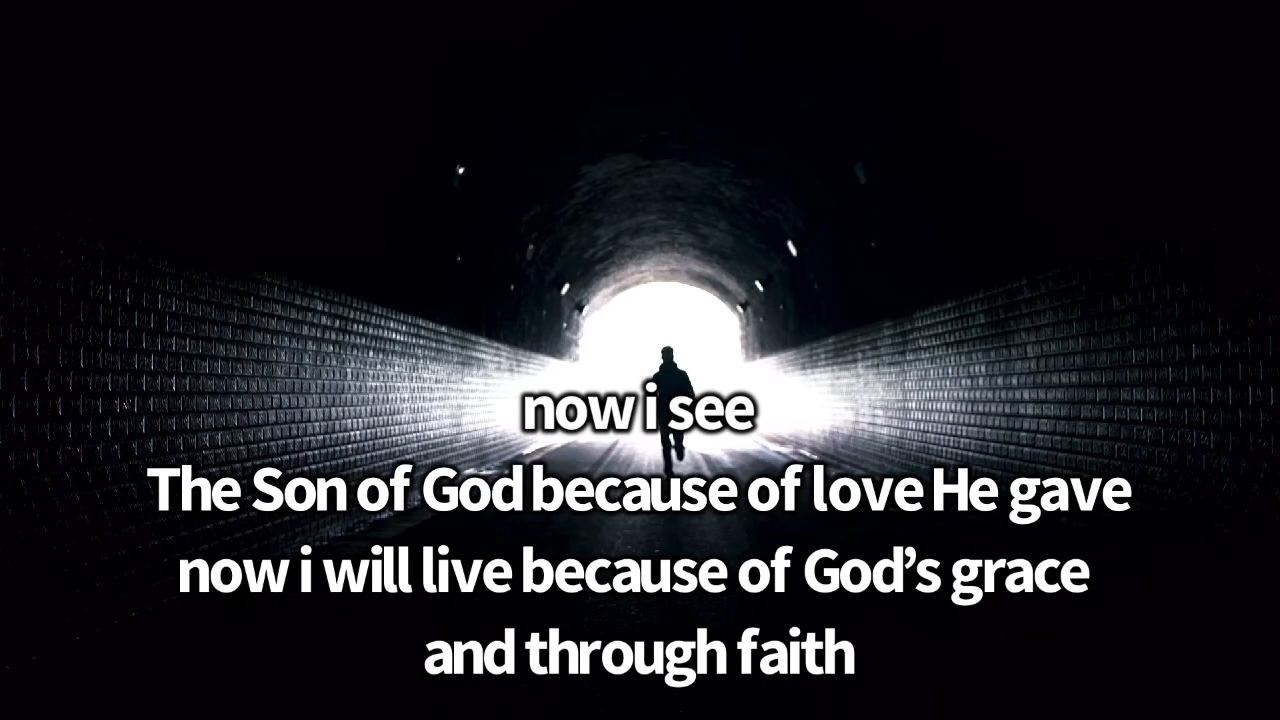 now i see
The Son of God because of love He gave
now i will live because of God’s grace
and through faith